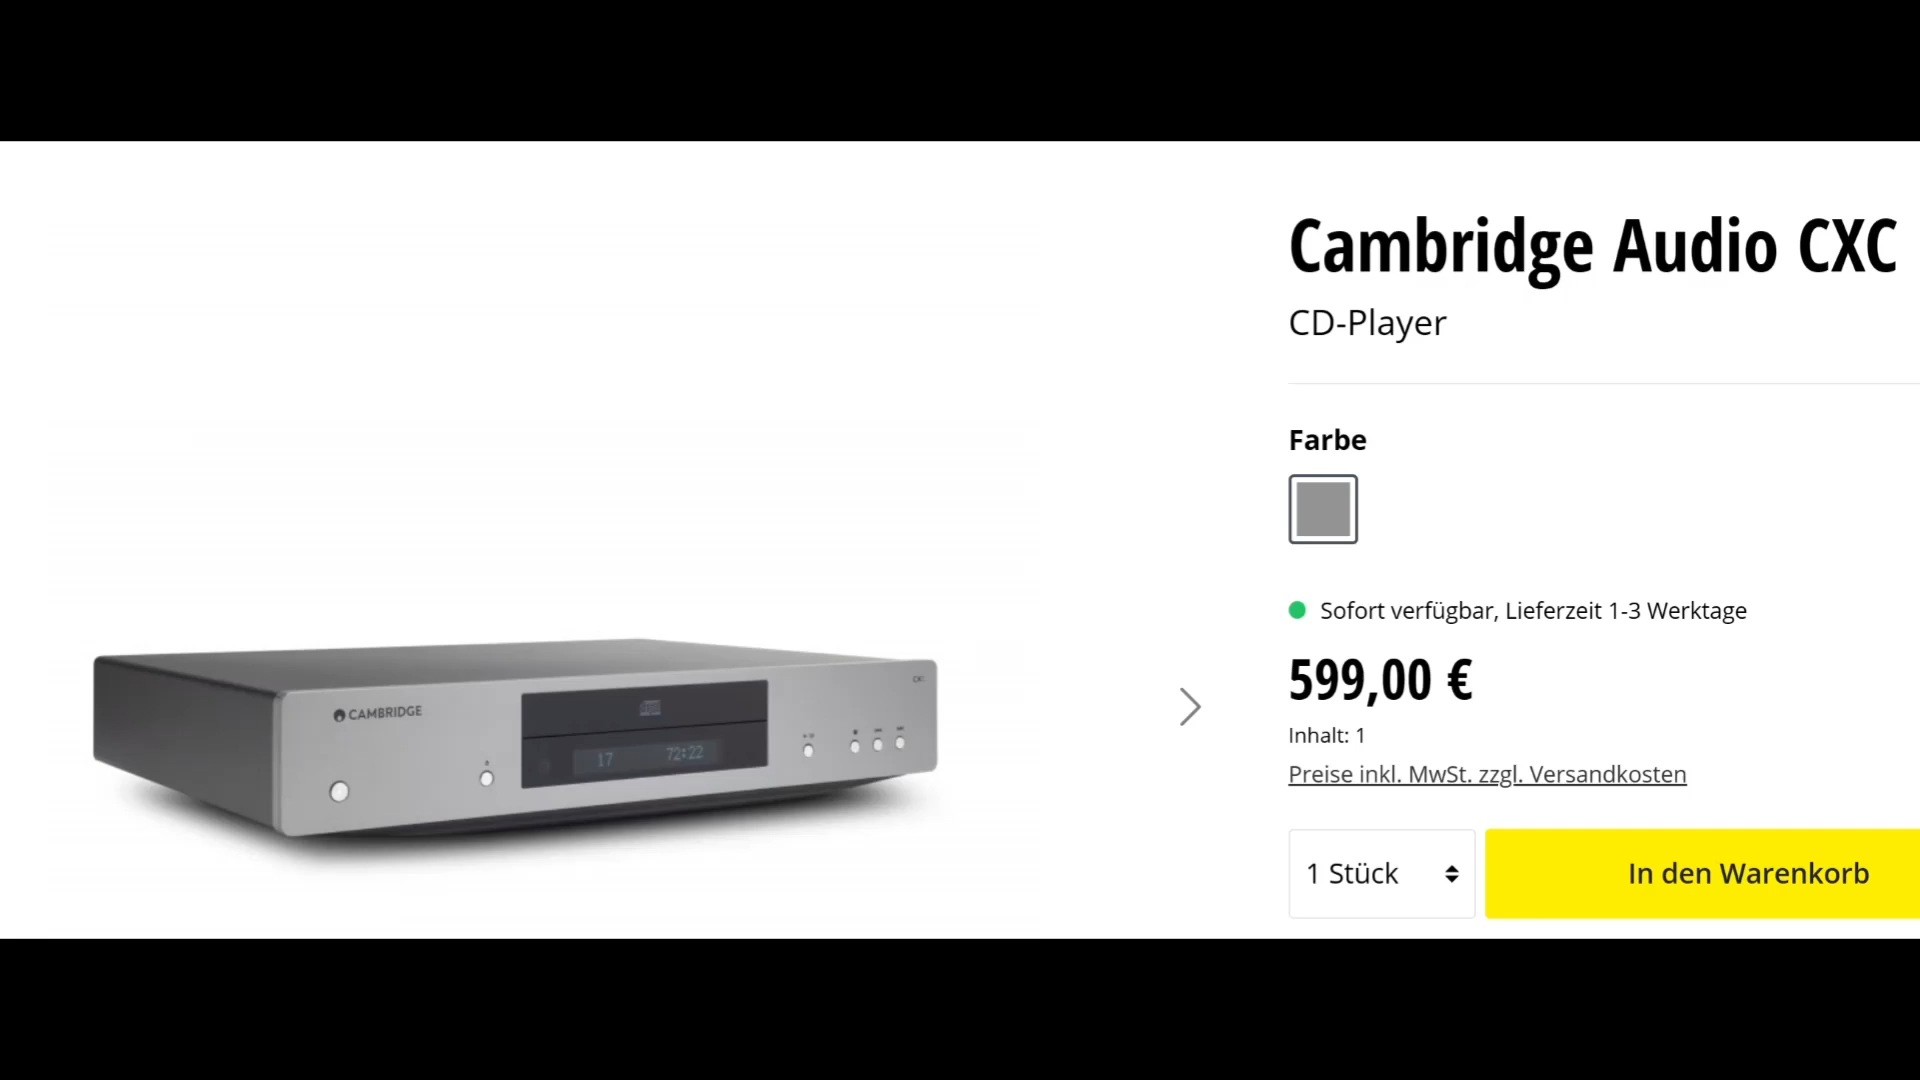 Cambridge Audio CXC
CD-Player
Farbe
Sofort verfügbar, Lieferzeit 1-3 Werktage
599,00 €
Inhalt: 1
Preise inkl. MwSt. zzgl. Versandkosten
1 Stück
In den Warenkorb
CAMBRIDGE
CXC
17 72:22